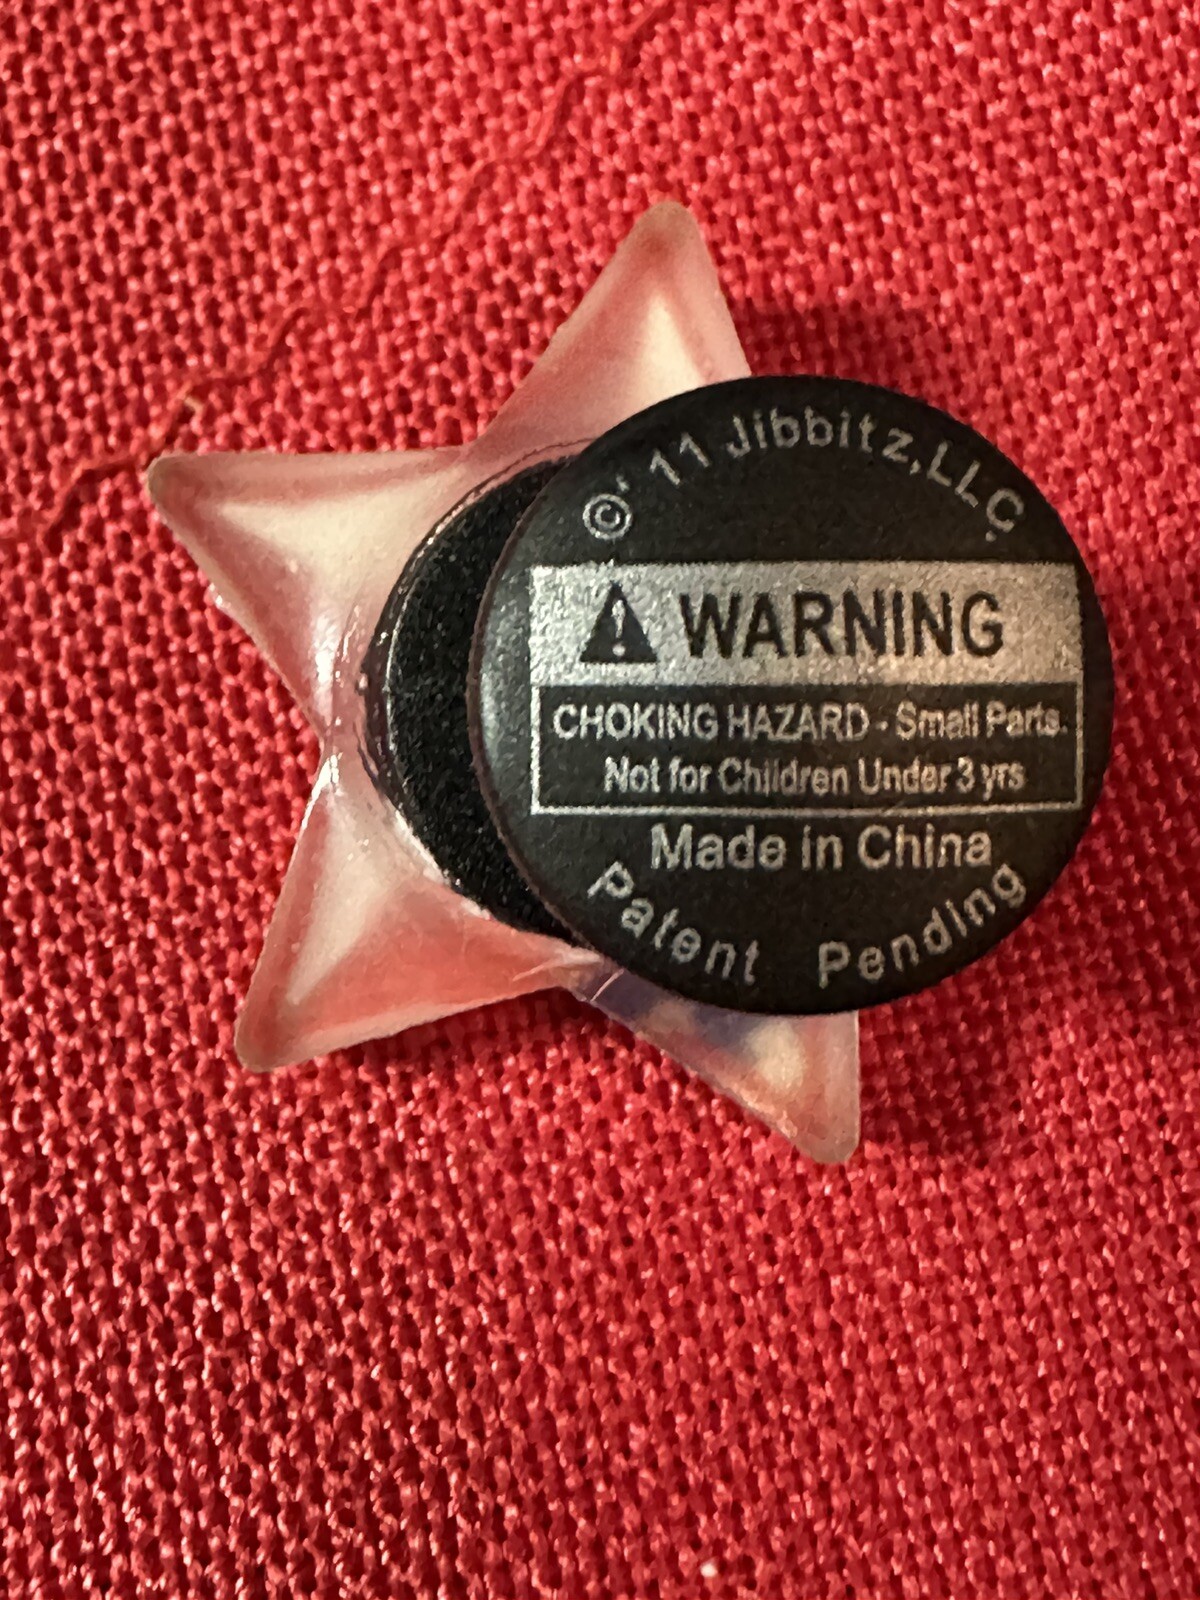 ©' 11 Jibbitz, LLC.
WARNING
CHOKING HAZARD - Small Parts.
Not for Children Under 3 yrs
Made in China
Patent Pending